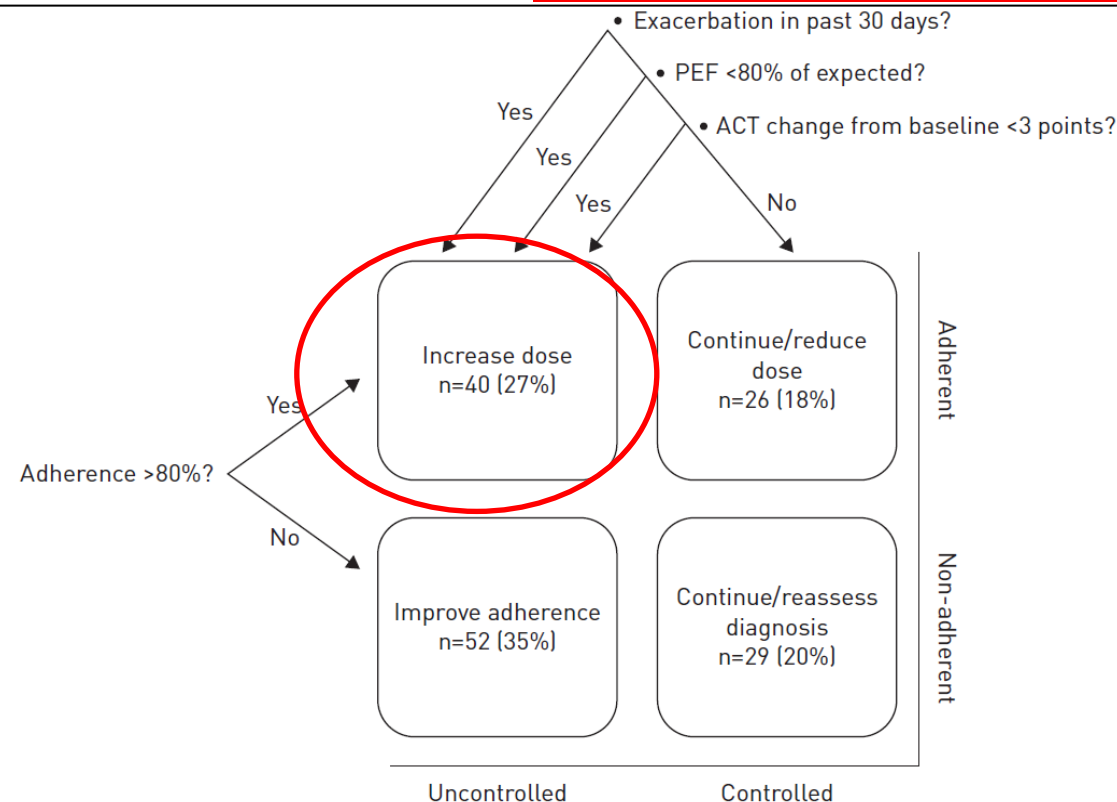 • Exacerbation in past 30 days?
• PEF <80% of expected?
• ACT change from baseline <3 points?
Yes
Yes
Yes
No
Increase dose
n=40 (27%)
Continue/reduce
dose
n=26 (18%)
Adherent
Yes
Adherence >80%?
No
Improve adherence
n=52 (35%)
Continue/reassess
diagnosis
n=29 (20%)
Non-adherent
Uncontrolled
Controlled